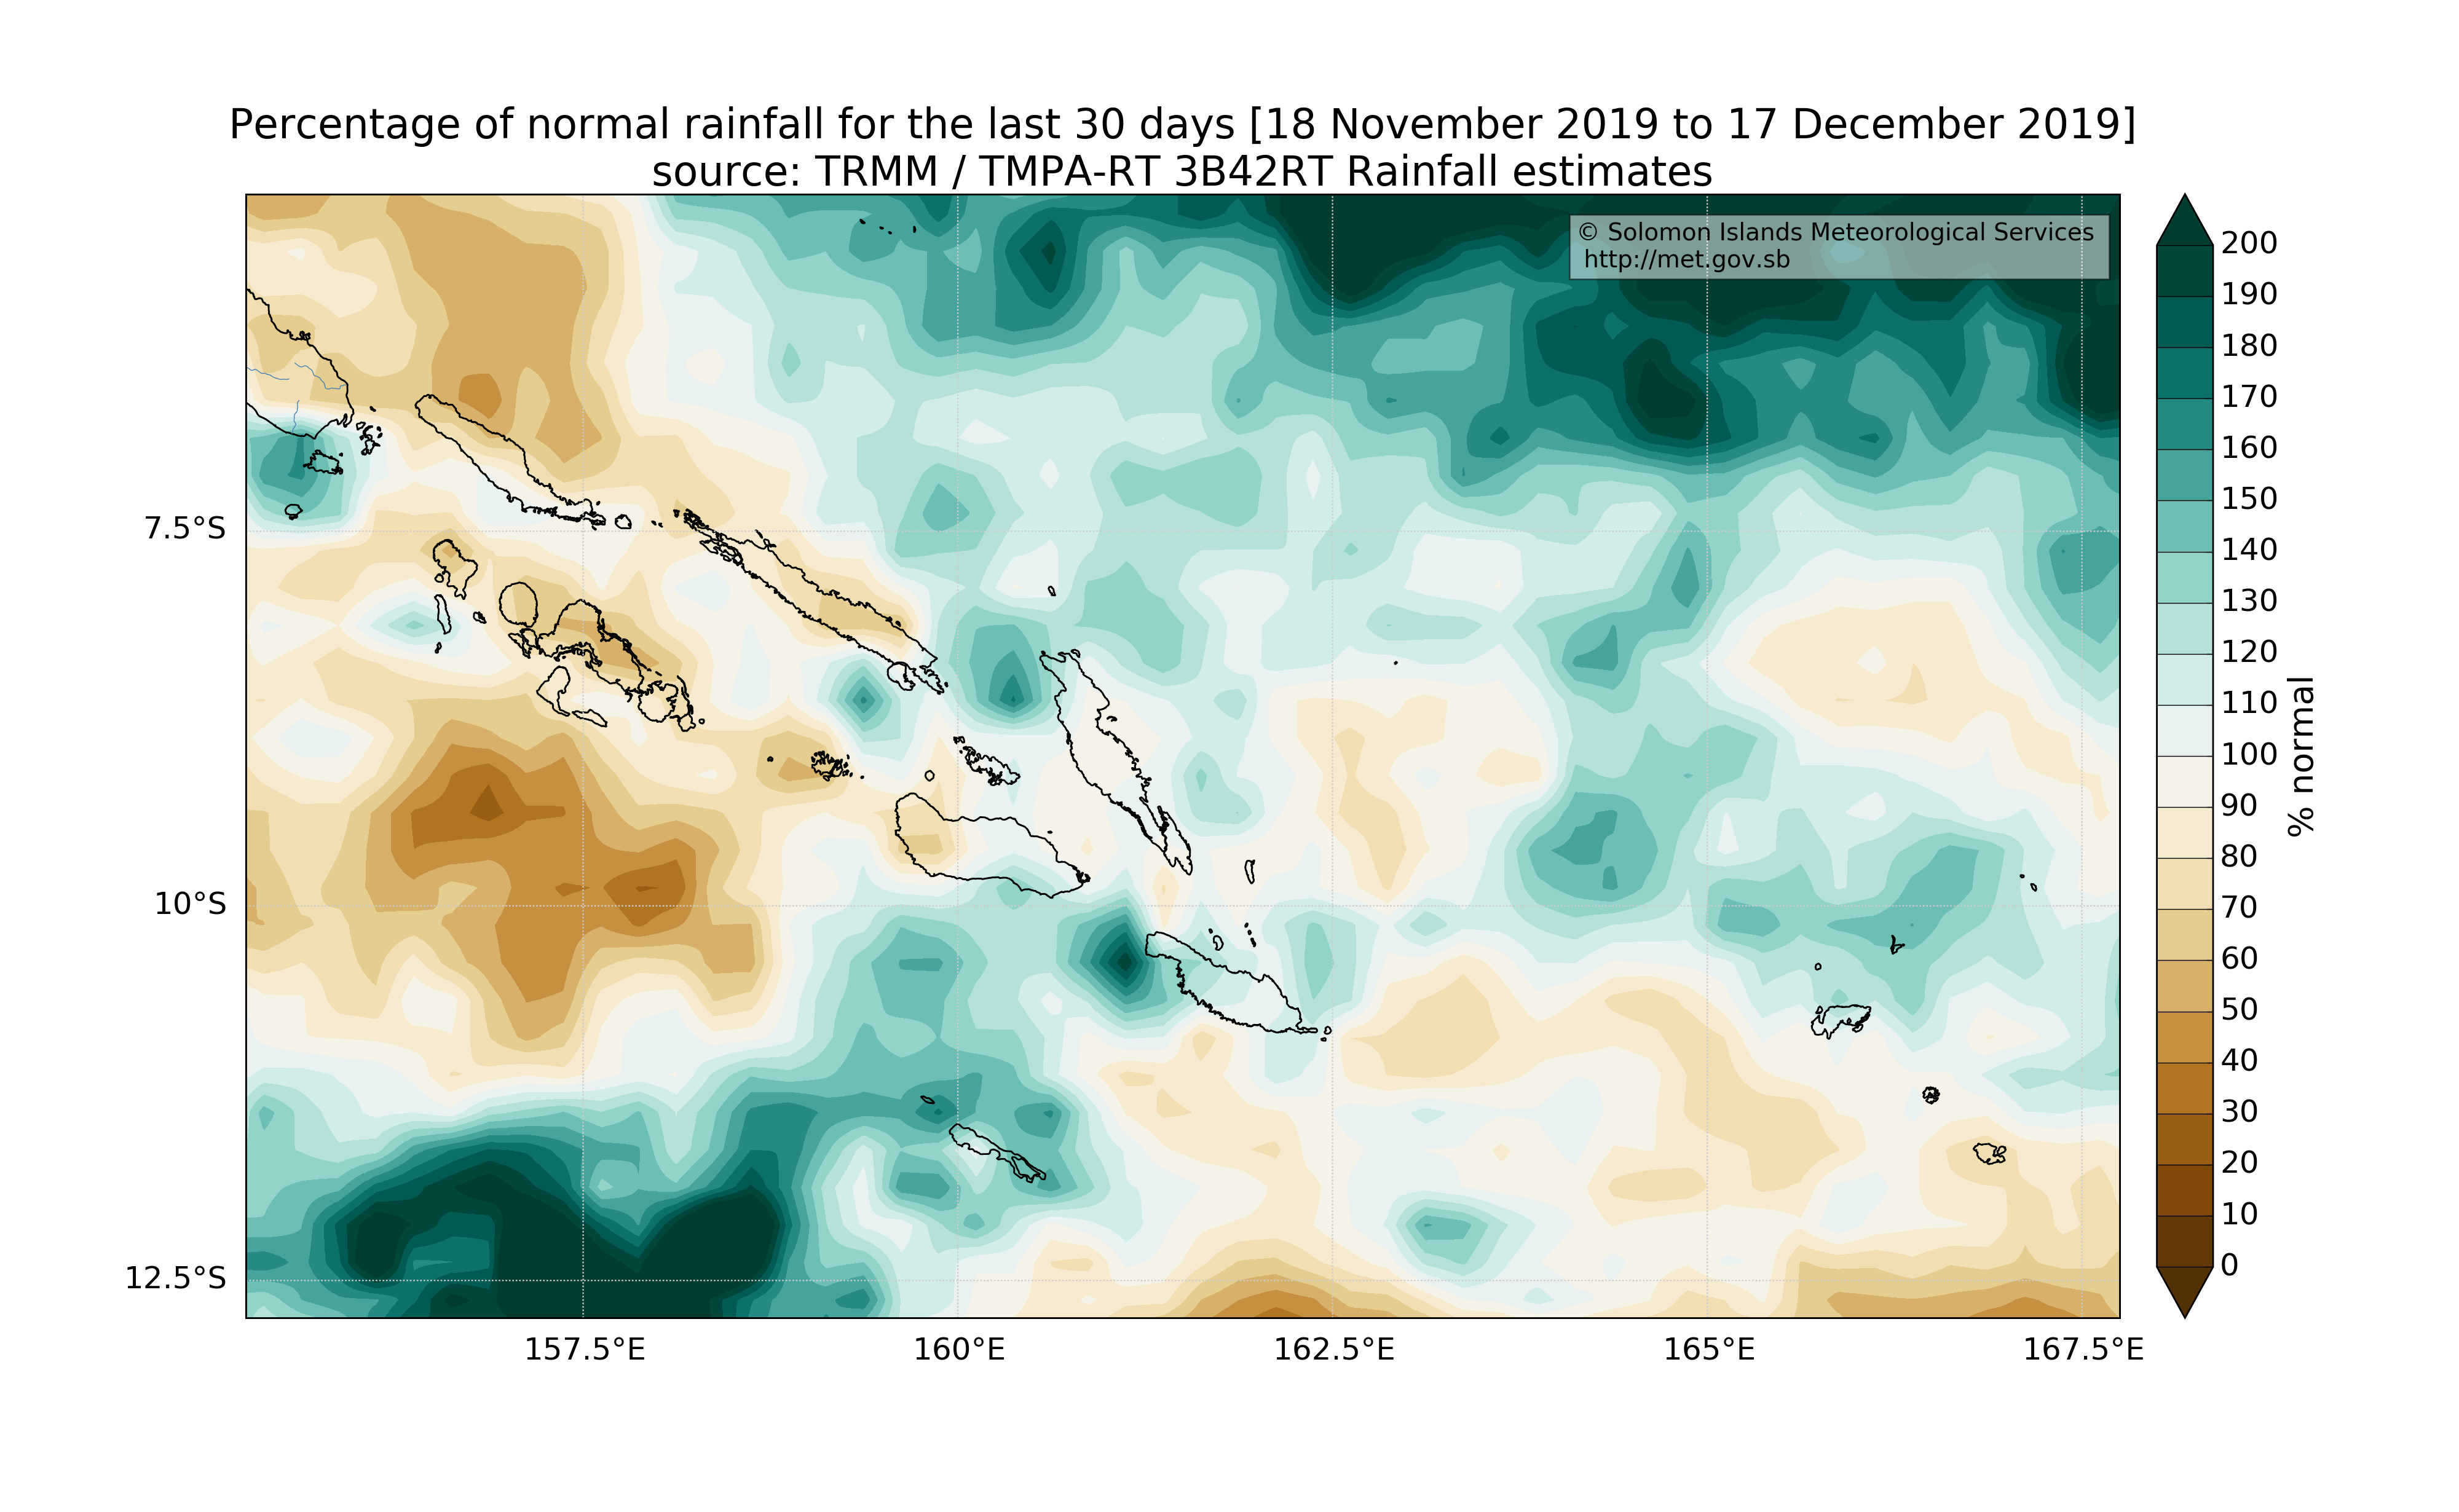 Percentage of normal rainfall for the last 30 days [18 November 2019 to 17 December 2019]
source: TRMM / TMPA-RT 3B42RT Rainfall estimates
© Solomon Islands Meteorological Services
http://met.gov.sb
7.5°S
10°S
12.5°S
157.5°E
160°E
162.5°E
165°E
167.5°E
200
190
180
170
160
150
140
130
120
110
100
90
80
70
60
50
40
30
20
10
0
% normal